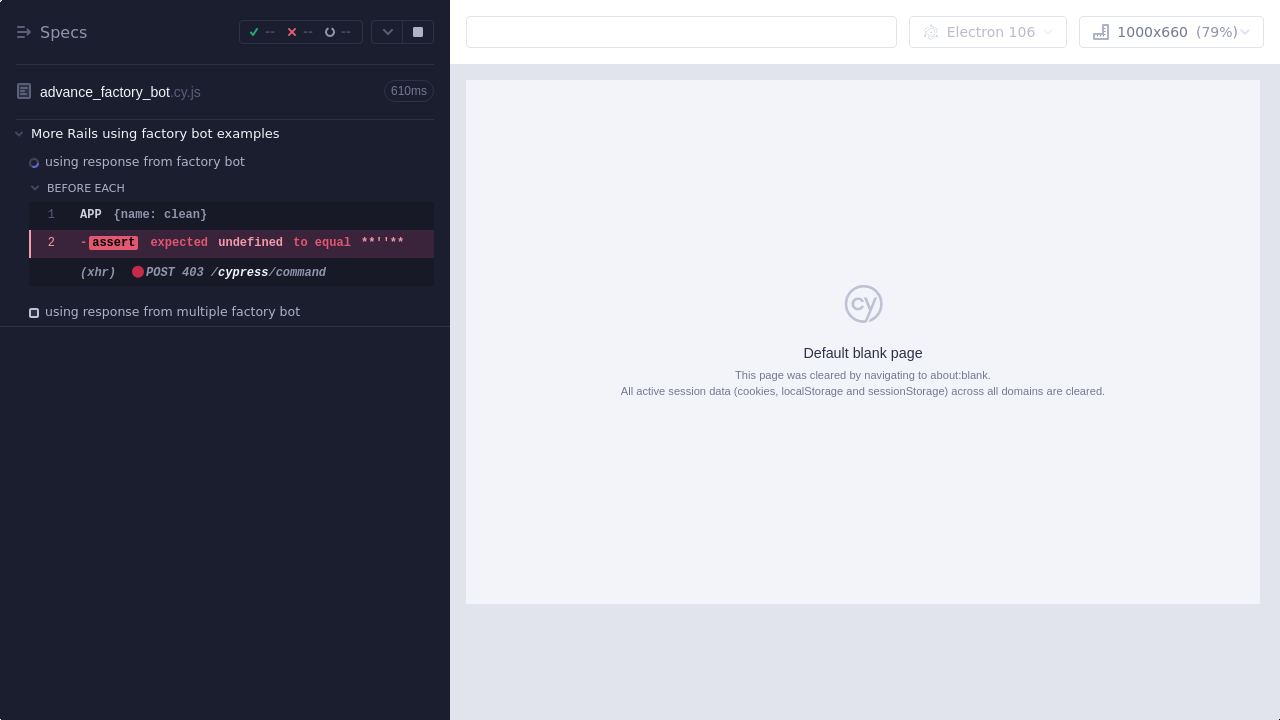 Specs
-- -- --
advance_factory_bot.cy.js 610ms
More Rails using factory bot examples
using response from factory bot
BEFORE EACH
1 APP {name: clean}
2 -assert expected undefined to equal **''**
(xhr) POST 403 /cypress/command
using response from multiple factory bot
Electron 106
1000x660 (79%)
cy
Default blank page
This page was cleared by navigating to about:blank.
All active session data (cookies, localStorage and sessionStorage) across all domains are cleared.